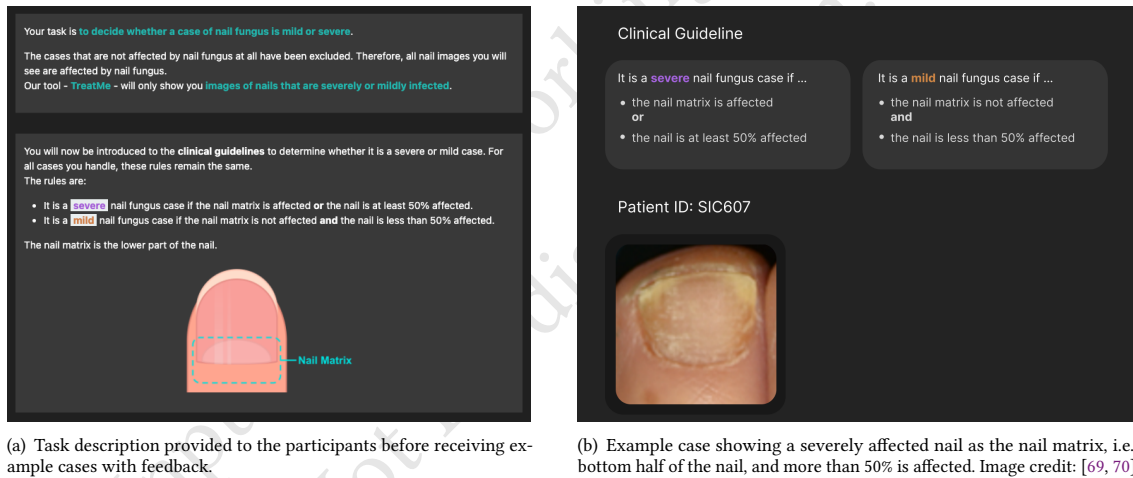 Your task is to decide whether a case of nail fungus is mild or severe.
The cases that are not affected by nail fungus at all have been excluded. Therefore, all nail images you will
see are affected by nail fungus.
Our tool - TreatMe - will only show you images of nails that are severely or mildly infected.
You will now be introduced to the clinical guidelines to determine whether it is a severe or mild case. For
all cases you handle, these rules remain the same.
The rules are:
• It is a severe nail fungus case if the nail matrix is affected or the nail is at least 50% affected.
• It is a mild nail fungus case if the nail matrix is not affected and the nail is less than 50% affected.
The nail matrix is the lower part of the nail.
Nail Matrix
(a) Task description provided to the participants before receiving ex-
ample cases with feedback.
Clinical Guideline
It is a severe nail fungus case if ...
• the nail matrix is affected
or
• the nail is at least 50% affected
It is a mild nail fungus case if ...
• the nail matrix is not affected
and
• the nail is less than 50% affected
Patient ID: SIC607
(b) Example case showing a severely affected nail as the nail matrix, i.e.
bottom half of the nail, and more than 50% is affected. Image credit: [69, 70]